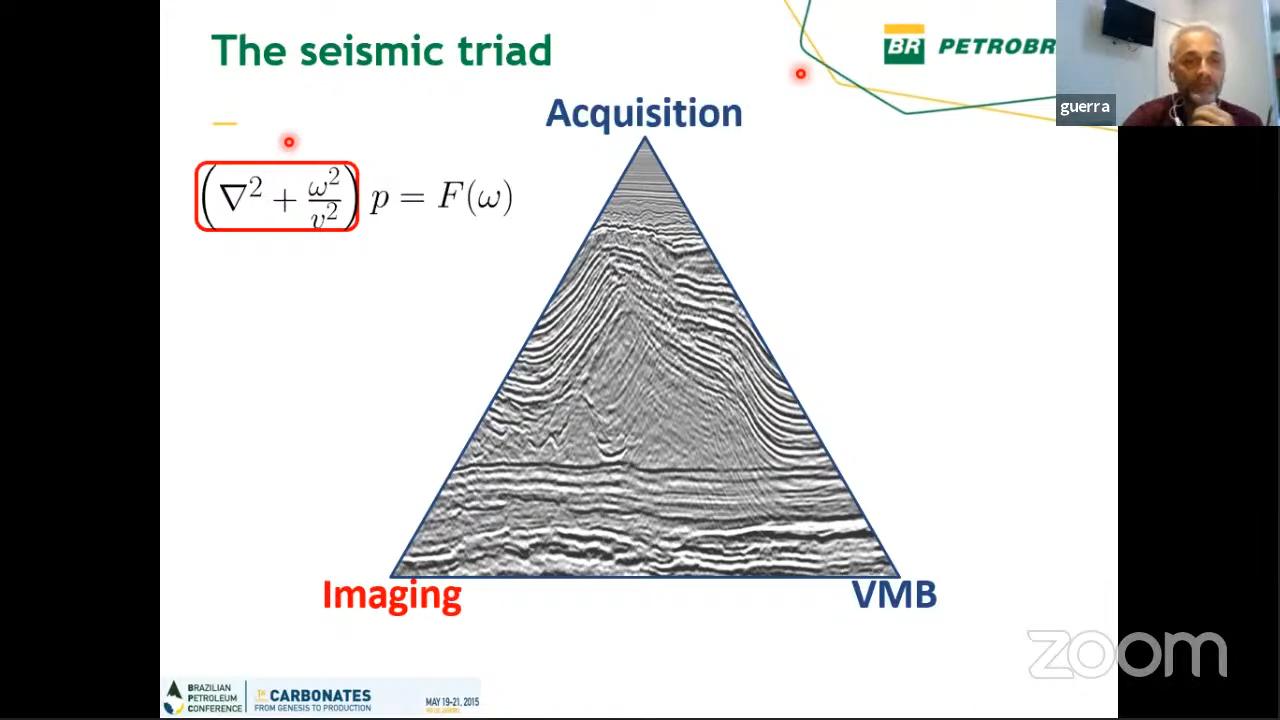 The seismic triad
BR PETROBR
guerra
Acquisition
(∇² + ω²/v²) p = F(ω)
Imaging
VMB
zoom
BRAZILIAN
PETROLEUM
CONFERENCE
CARBONATES
FROM GENESIS TO PRODUCTION
MAY 19-21, 2015